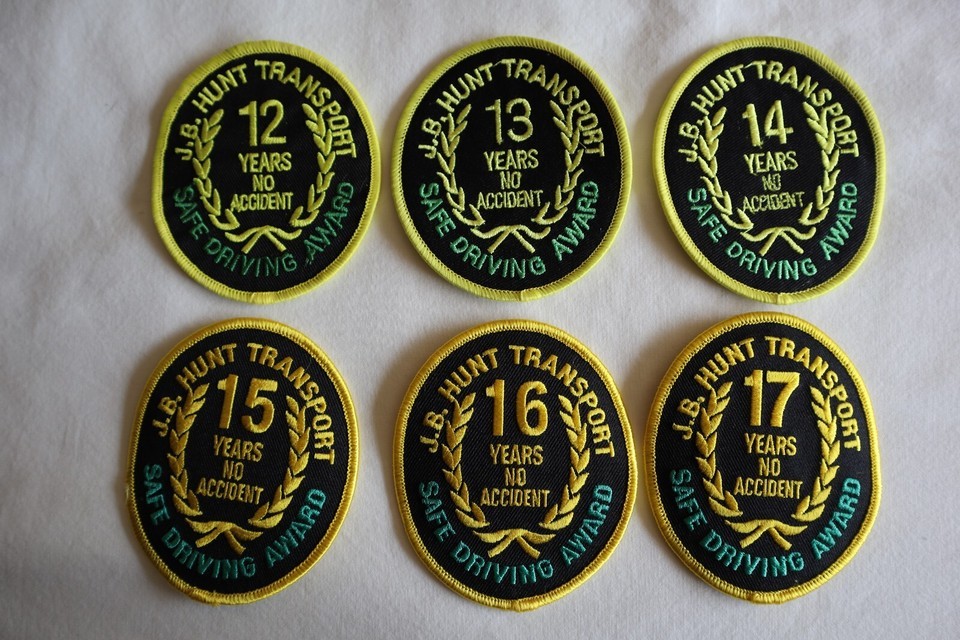 J.B. HUNT TRANSPORT
12
YEARS
NO
ACCIDENT
SAFE DRIVING AWARD
J.B. HUNT TRANSPORT
13
YEARS
NO
ACCIDENT
SAFE DRIVING AWARD
J.B. HUNT TRANSPORT
14
YEARS
NO
ACCIDENT
SAFE DRIVING AWARD
J.B. HUNT TRANSPORT
15
YEARS
NO
ACCIDENT
SAFE DRIVING AWARD
J.B. HUNT TRANSPORT
16
YEARS
NO
ACCIDENT
SAFE DRIVING AWARD
J.B. HUNT TRANSPORT
17
YEARS
NO
ACCIDENT
SAFE DRIVING AWARD